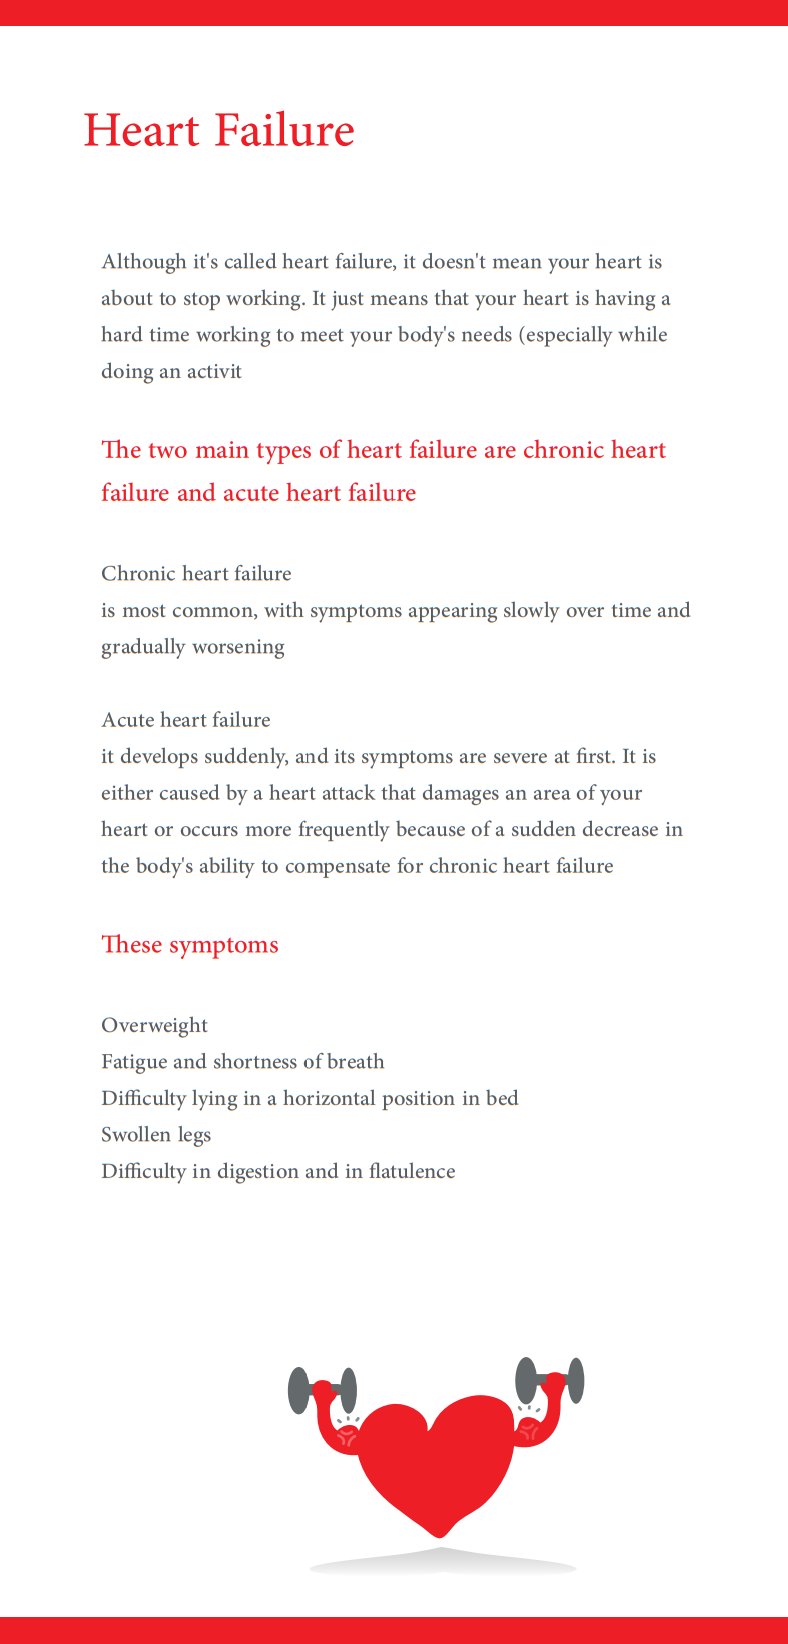 Heart Failure
Although it's called heart failure, it doesn't mean your heart is
about to stop working. It just means that your heart is having a
hard time working to meet your body's needs (especially while
doing an activit
The two main types of heart failure are chronic heart
failure and acute heart failure
Chronic heart failure
is most common, with symptoms appearing slowly over time and
gradually worsening
Acute heart failure
it develops suddenly, and its symptoms are severe at first. It is
either caused by a heart attack that damages an area of your
heart or occurs more frequently because of a sudden decrease in
the body's ability to compensate for chronic heart failure
These symptoms
Overweight
Fatigue and shortness of breath
Difficulty lying in a horizontal position in bed
Swollen legs
Difficulty in digestion and in flatulence